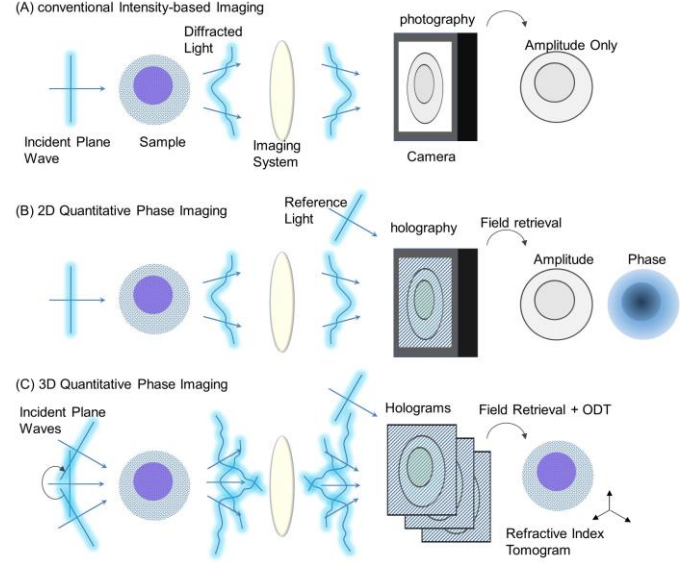 (A) conventional Intensity-based Imaging
photography
Diffracted
Light
Amplitude Only
Incident Plane
Wave
Sample
Imaging
System
Camera
(B) 2D Quantitative Phase Imaging
Reference
Light
holography
Field retrieval
Amplitude
Phase
(C) 3D Quantitative Phase Imaging
Incident Plane
Waves
Holograms
Field Retrieval + ODT
Refractive Index
Tomogram